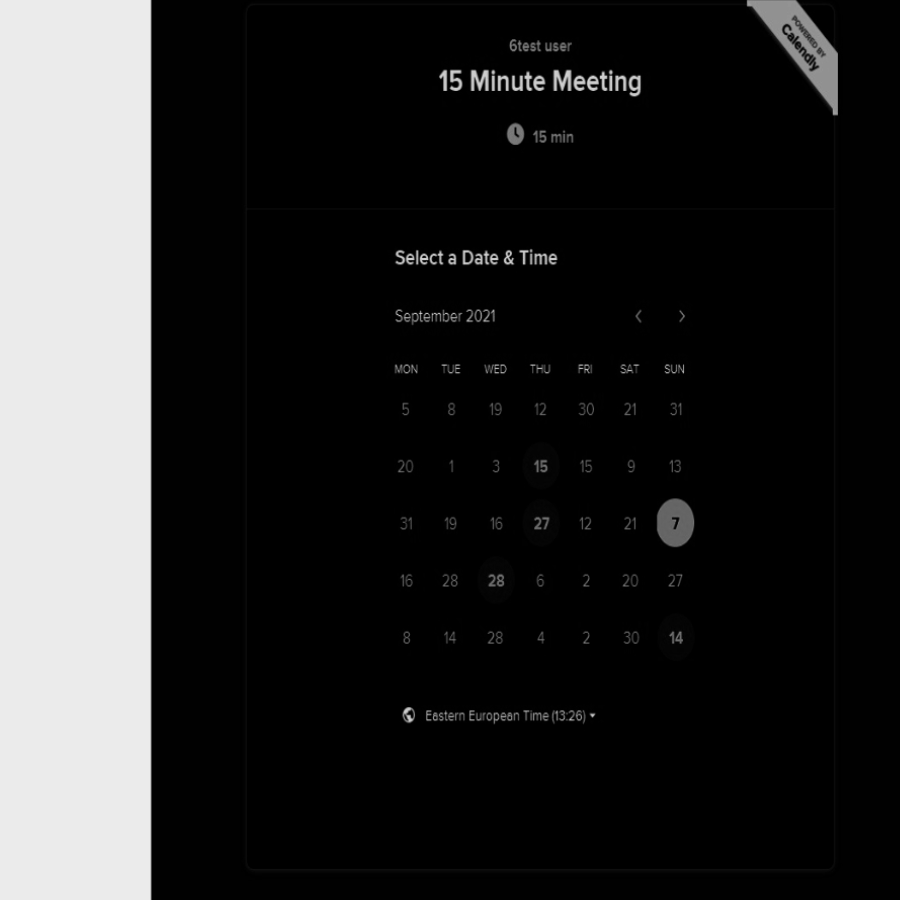 POWERED BY
Calendly
6test user
15 Minute Meeting
15 min
Select a Date & Time
September 2021
MON TUE WED THU FRI SAT SUN
5 8 19 12 30 21 31
20 1 3 15 15 9 13
31 19 16 27 12 21 7
16 28 28 6 2 20 27
8 14 28 4 2 30 14
Eastern European Time (13:26)